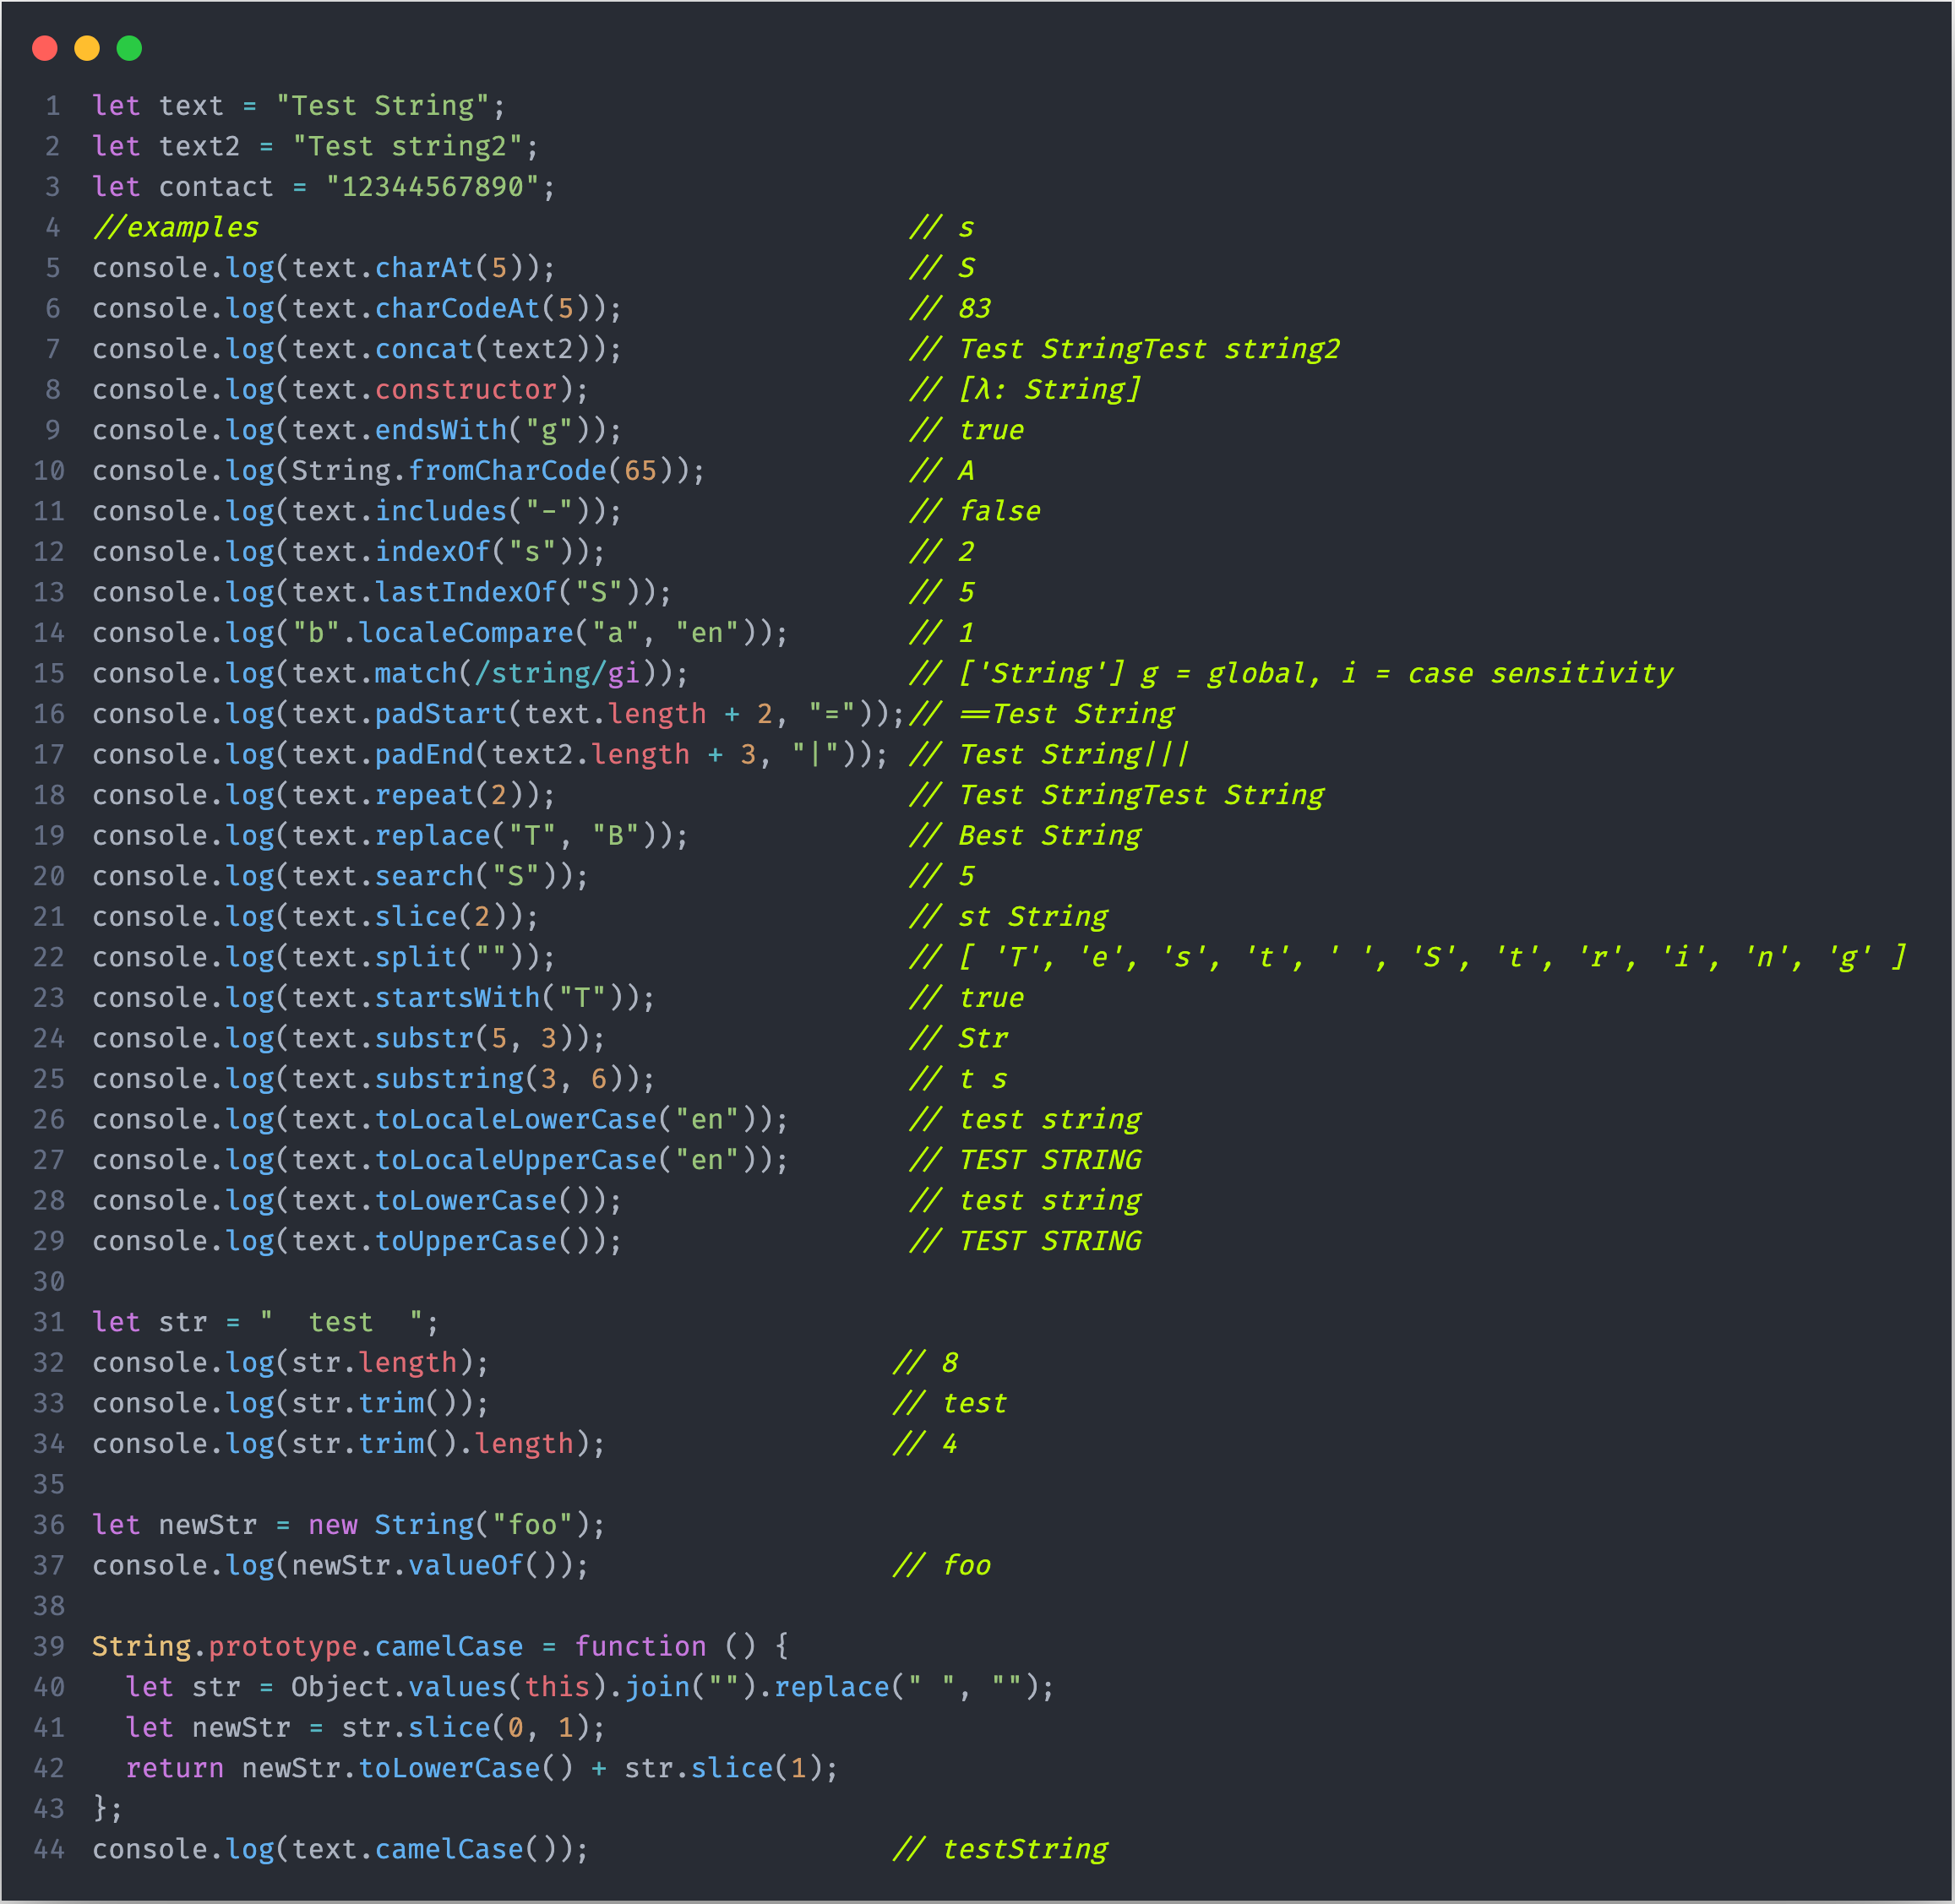 1 let text = "Test String";
2 let text2 = "Test string2";
3 let contact = "12344567890";
4 //examples // s
5 console.log(text.charAt(5)); // S
6 console.log(text.charCodeAt(5)); // 83
7 console.log(text.concat(text2)); // Test StringTest string2
8 console.log(text.constructor); // [λ: String]
9 console.log(text.endsWith("g")); // true
10 console.log(String.fromCharCode(65)); // A
11 console.log(text.includes("-")); // false
12 console.log(text.indexOf("s")); // 2
13 console.log(text.lastIndexOf("S")); // 5
14 console.log("b".localeCompare("a", "en")); // 1
15 console.log(text.match(/string/gi)); // ['String'] g = global, i = case sensitivity
16 console.log(text.padStart(text.length + 2, "="));// ==Test String
17 console.log(text.padEnd(text2.length + 3, "|")); // Test String|||
18 console.log(text.repeat(2)); // Test StringTest String
19 console.log(text.replace("T", "B")); // Best String
20 console.log(text.search("S")); // 5
21 console.log(text.slice(2)); // st String
22 console.log(text.split("")); // [ 'T', 'e', 's', 't', ' ', 'S', 't', 'r', 'i', 'n', 'g' ]
23 console.log(text.startsWith("T")); // true
24 console.log(text.substr(5, 3)); // Str
25 console.log(text.substring(3, 6)); // t s
26 console.log(text.toLocaleLowerCase("en")); // test string
27 console.log(text.toLocaleUpperCase("en")); // TEST STRING
28 console.log(text.toLowerCase()); // test string
29 console.log(text.toUpperCase()); // TEST STRING
30
31 let str = "  test  ";
32 console.log(str.length); // 8
33 console.log(str.trim()); // test
34 console.log(str.trim().length); // 4
35
36 let newStr = new String("foo");
37 console.log(newStr.valueOf()); // foo
38
39 String.prototype.camelCase = function () {
40   let str = Object.values(this).join("").replace(" ", "");
41   let newStr = str.slice(0, 1);
42   return newStr.toLowerCase() + str.slice(1);
43 };
44 console.log(text.camelCase()); // testString